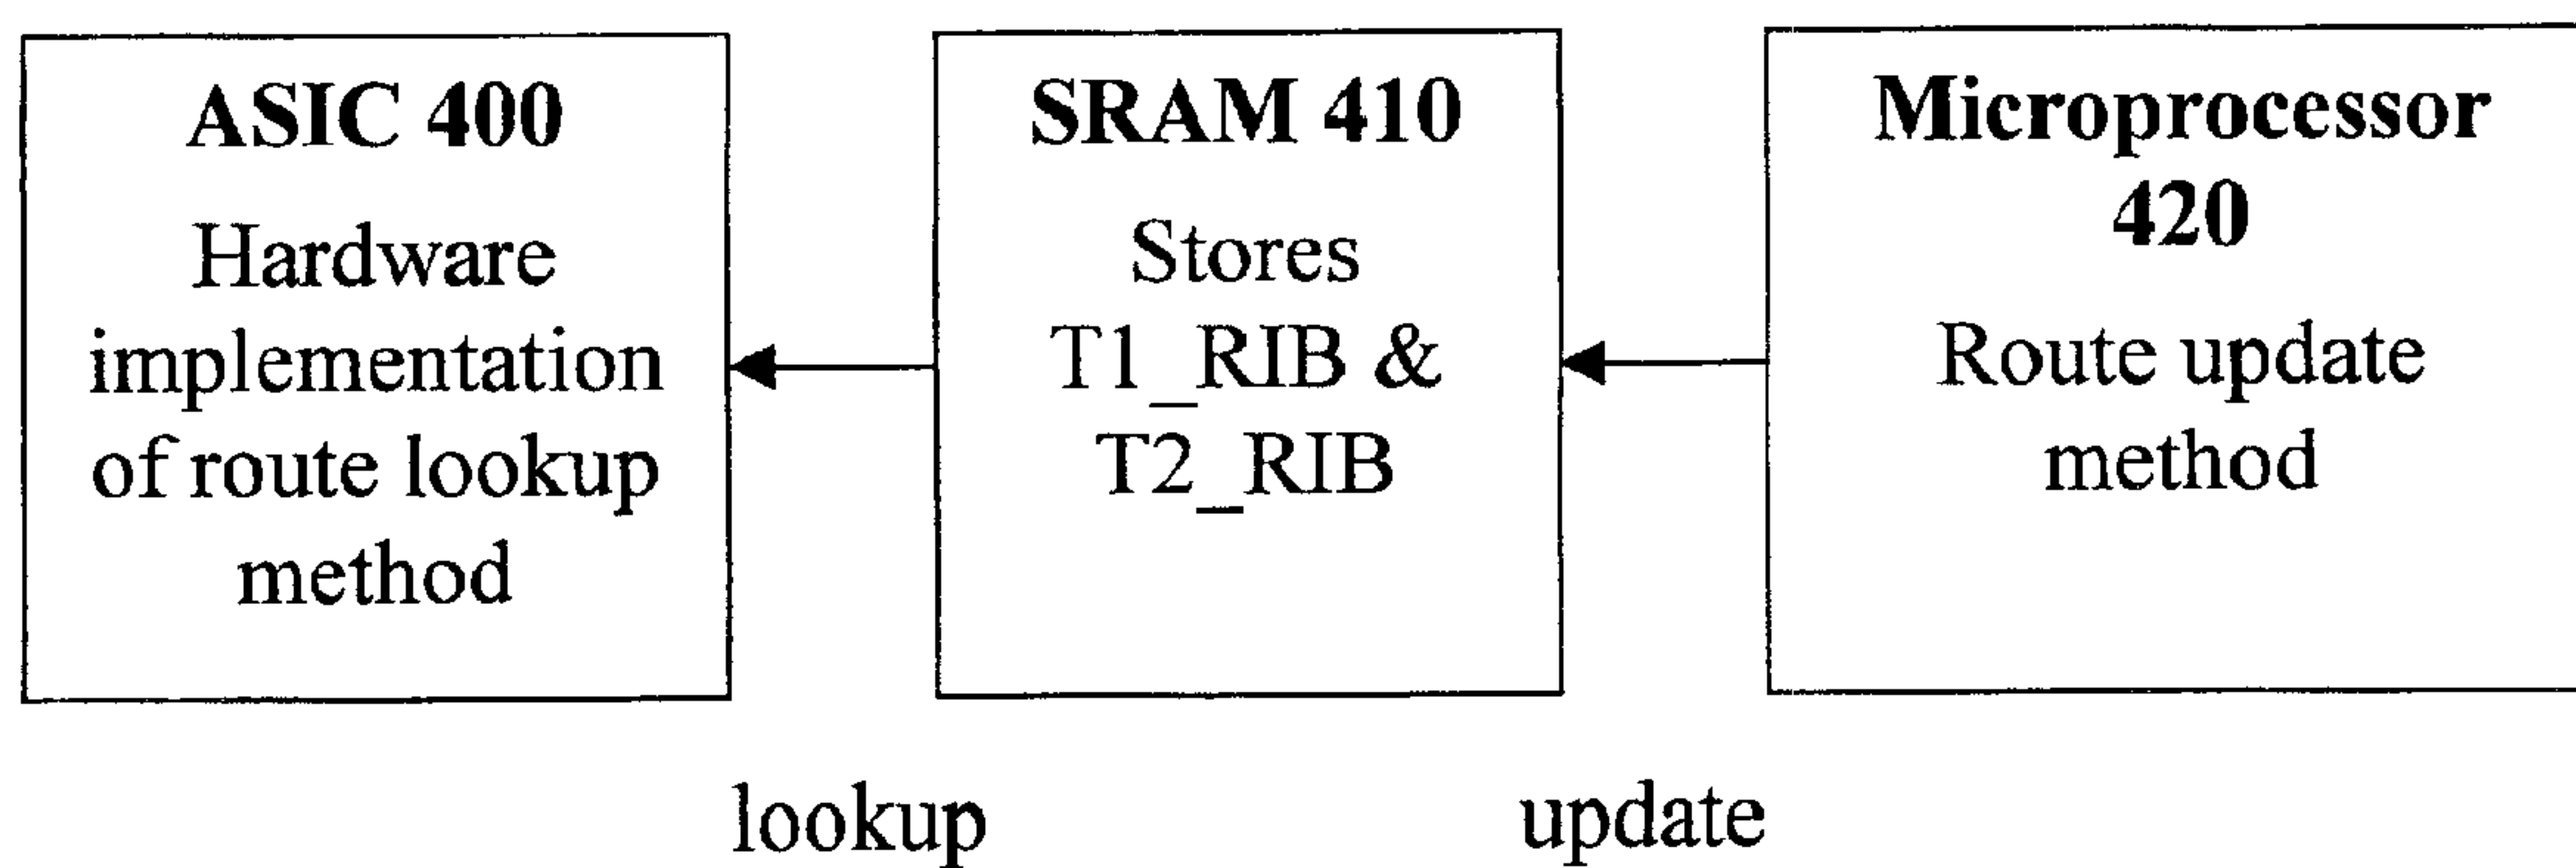 ASIC 400
Hardware
implementation
of route lookup
method
SRAM 410
Stores
T1_RIB &
T2_RIB
Microprocessor
420
Route update
method
lookup
update